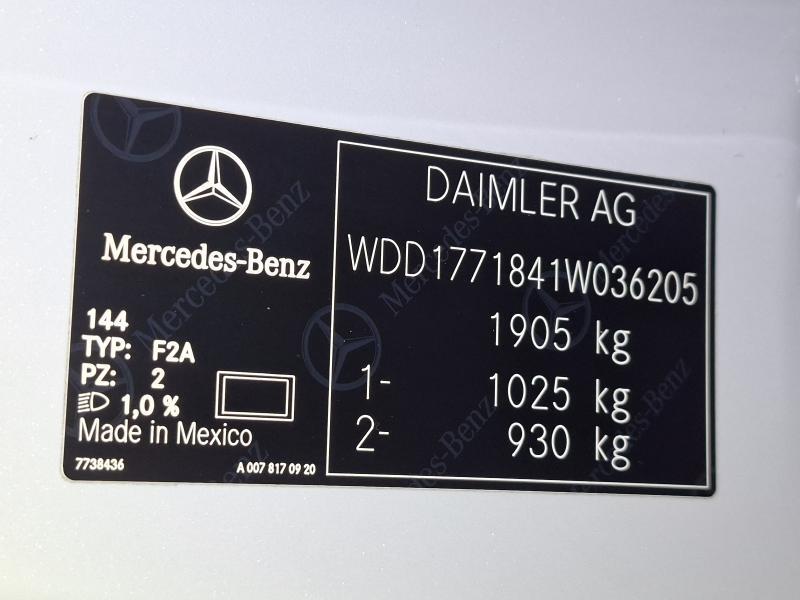 Mercedes-Benz
144
TYP: F2A
PZ: 2
1,0 %
Made in Mexico
7738436
A 007 817 09 20
DAIMLER AG
WDD1771841W036205
1905 kg
1- 1025 kg
2- 930 kg